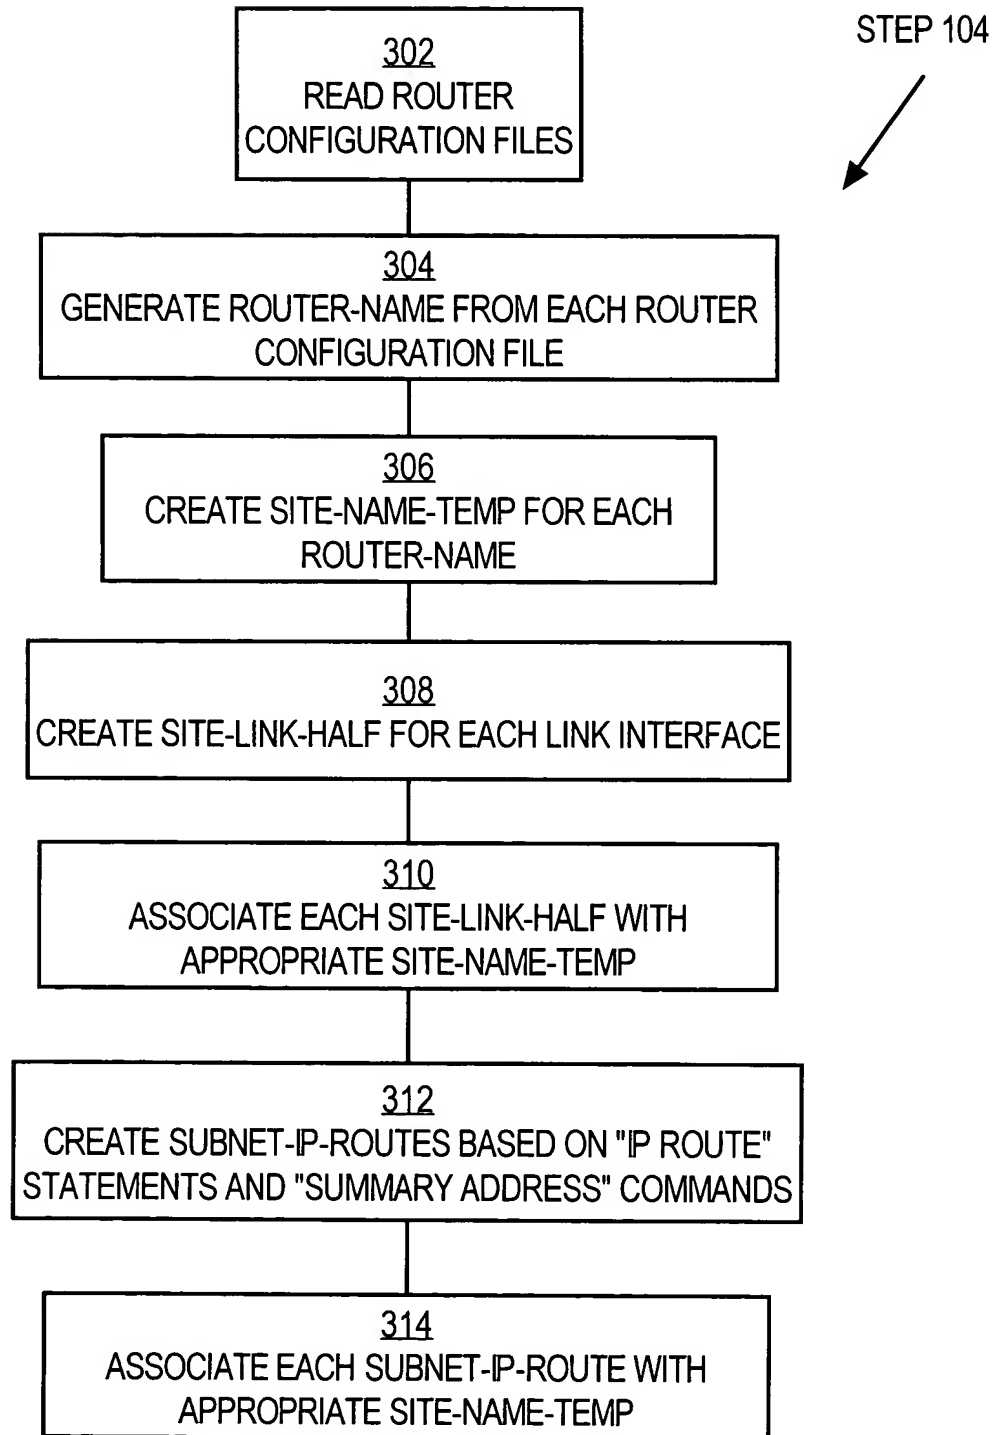 STEP 104
302
READ ROUTER
CONFIGURATION FILES
304
GENERATE ROUTER-NAME FROM EACH ROUTER
CONFIGURATION FILE
306
CREATE SITE-NAME-TEMP FOR EACH
ROUTER-NAME
308
CREATE SITE-LINK-HALF FOR EACH LINK INTERFACE
310
ASSOCIATE EACH SITE-LINK-HALF WITH
APPROPRIATE SITE-NAME-TEMP
312
CREATE SUBNET-IP-ROUTES BASED ON "IP ROUTE"
STATEMENTS AND "SUMMARY ADDRESS" COMMANDS
314
ASSOCIATE EACH SUBNET-IP-ROUTE WITH
APPROPRIATE SITE-NAME-TEMP